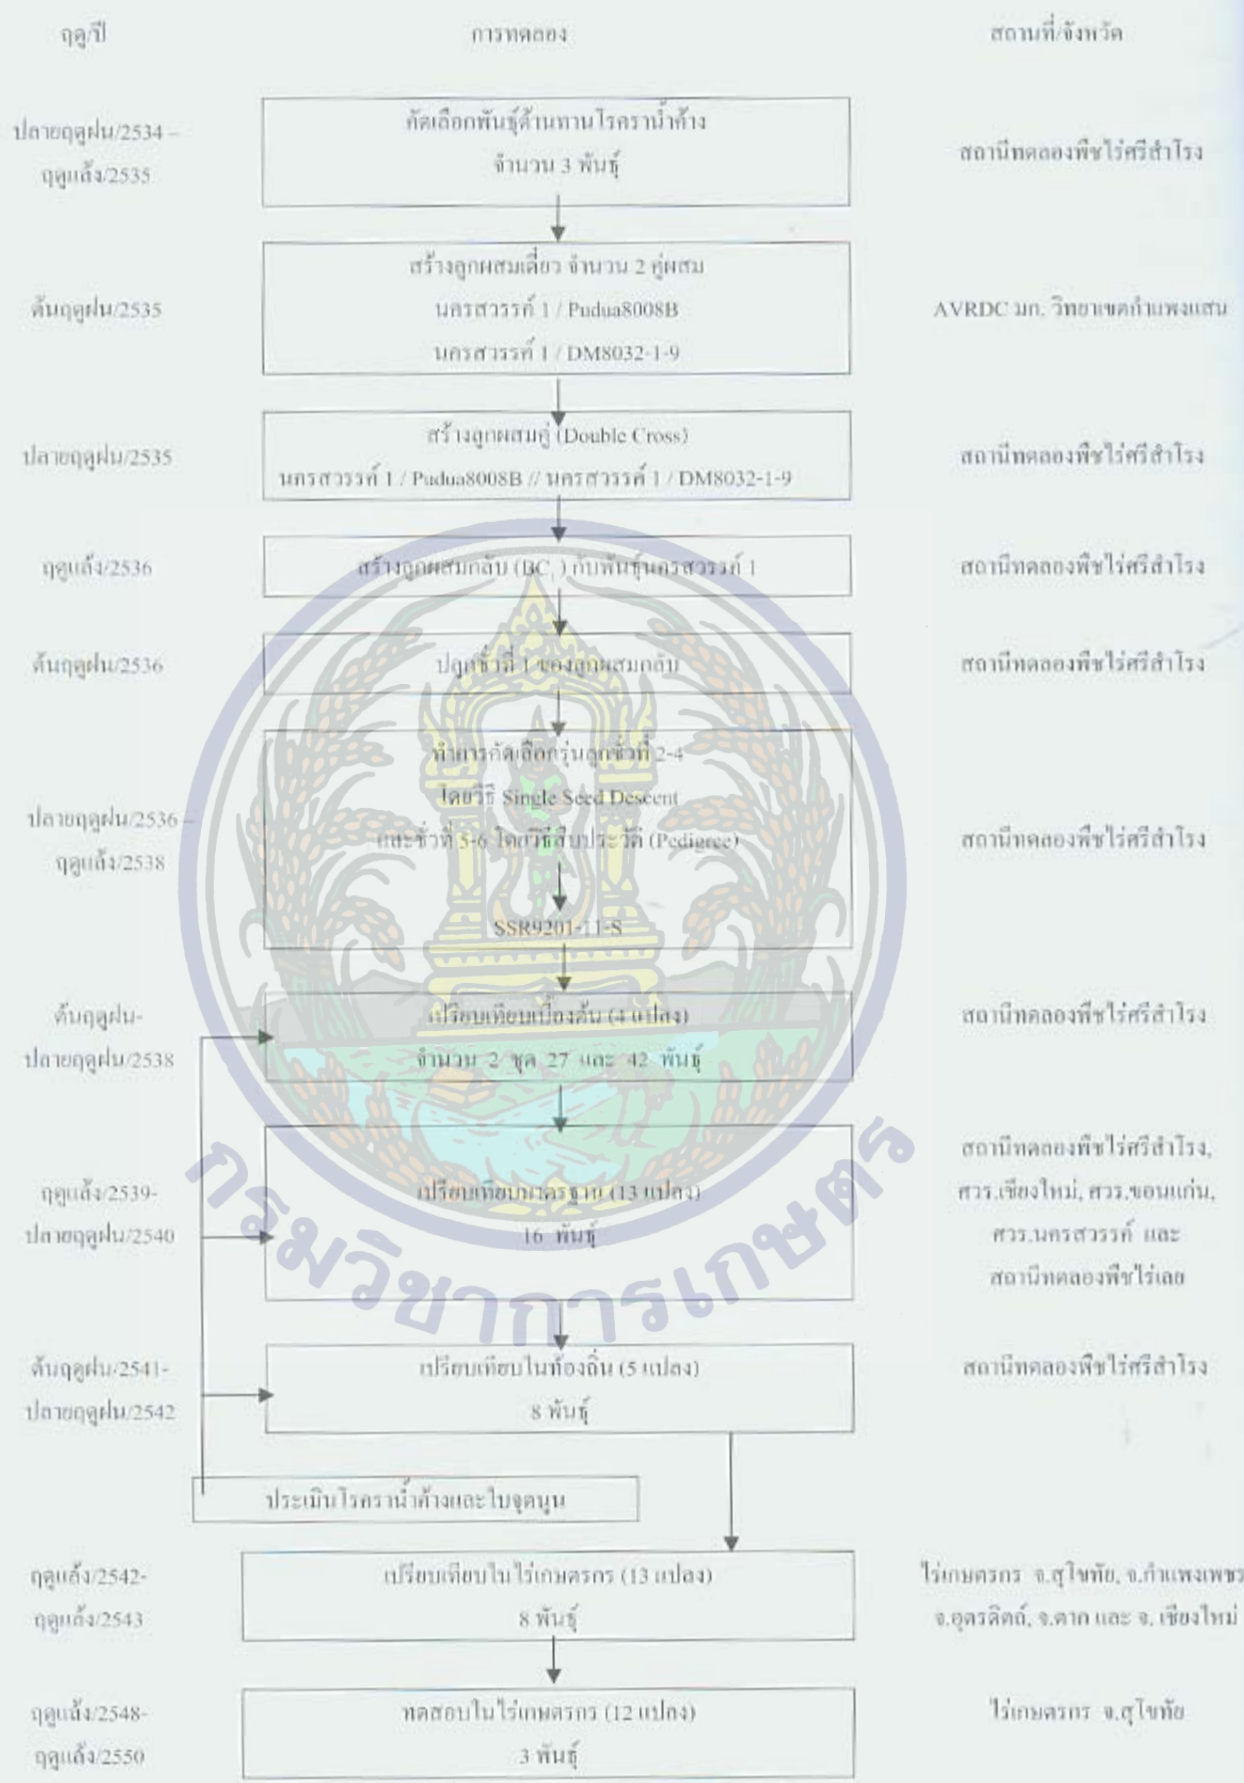 ฤดู/ปี การทดลอง สถานที่/จังหวัด
ปลายฤดูฝน/2534 –
ฤดูแล้ง/2535
คัดเลือกพันธุ์ต้านทานโรคราน้ำค้าง
จำนวน 3 พันธุ์
สถานีทดลองพืชไร่ศรีสำโรง
ต้นฤดูฝน/2535
สร้างลูกผสมเดี่ยว จำนวน 2 คู่ผสม
นครสวรรค์ 1 / Pudua8008B
นครสวรรค์ 1 / DM8032-1-9
AVRDC มก. วิทยาเขตกำแพงแสน
ปลายฤดูฝน/2535
สร้างลูกผสมคู่ (Double Cross)
นครสวรรค์ 1 / Pudua8008B // นครสวรรค์ 1 / DM8032-1-9
สถานีทดลองพืชไร่ศรีสำโรง
ฤดูแล้ง/2536
สร้างลูกผสมกลับ (BC₁) กับพันธุ์นครสวรรค์ 1
สถานีทดลองพืชไร่ศรีสำโรง
ต้นฤดูฝน/2536
ปลูกชั่วที่ 1 ของลูกผสมกลับ
สถานีทดลองพืชไร่ศรีสำโรง
ปลายฤดูฝน/2536 –
ฤดูแล้ง/2538
ทำการคัดเลือกรุ่นลูกชั่วที่ 2-4
โดยวิธี Single Seed Descent
และชั่วที่ 5-6 โดยวิธีสืบประวัติ (Pedigree)
SSR9201-11-S
สถานีทดลองพืชไร่ศรีสำโรง
ต้นฤดูฝน-
ปลายฤดูฝน/2538
เปรียบเทียบเบื้องต้น (4 แปลง)
จำนวน 2 ชุด 27 และ 42 พันธุ์
สถานีทดลองพืชไร่ศรีสำโรง
ฤดูแล้ง/2539-
ปลายฤดูฝน/2540
เปรียบเทียบมาตรฐาน (13 แปลง)
16 พันธุ์
สถานีทดลองพืชไร่ศรีสำโรง,
ศวร.เชียงใหม่, ศวร.ขอนแก่น,
ศวร.นครสวรรค์ และ
สถานีทดลองพืชไร่เลย
กรมวิชาการเกษตร
ต้นฤดูฝน/2541-
ปลายฤดูฝน/2542
เปรียบเทียบในท้องถิ่น (5 แปลง)
8 พันธุ์
สถานีทดลองพืชไร่ศรีสำโรง
ประเมินโรคราน้ำค้างและใบจุดนูน
ฤดูแล้ง/2542-
ฤดูแล้ง/2543
เปรียบเทียบในไร่เกษตรกร (13 แปลง)
8 พันธุ์
ไร่เกษตรกร จ.สุโขทัย, จ.กำแพงเพชร
จ.อุตรดิตถ์, จ.ตาก และ จ. เชียงใหม่
ฤดูแล้ง/2548-
ฤดูแล้ง/2550
ทดสอบในไร่เกษตรกร (12 แปลง)
3 พันธุ์
ไร่เกษตรกร จ.สุโขทัย